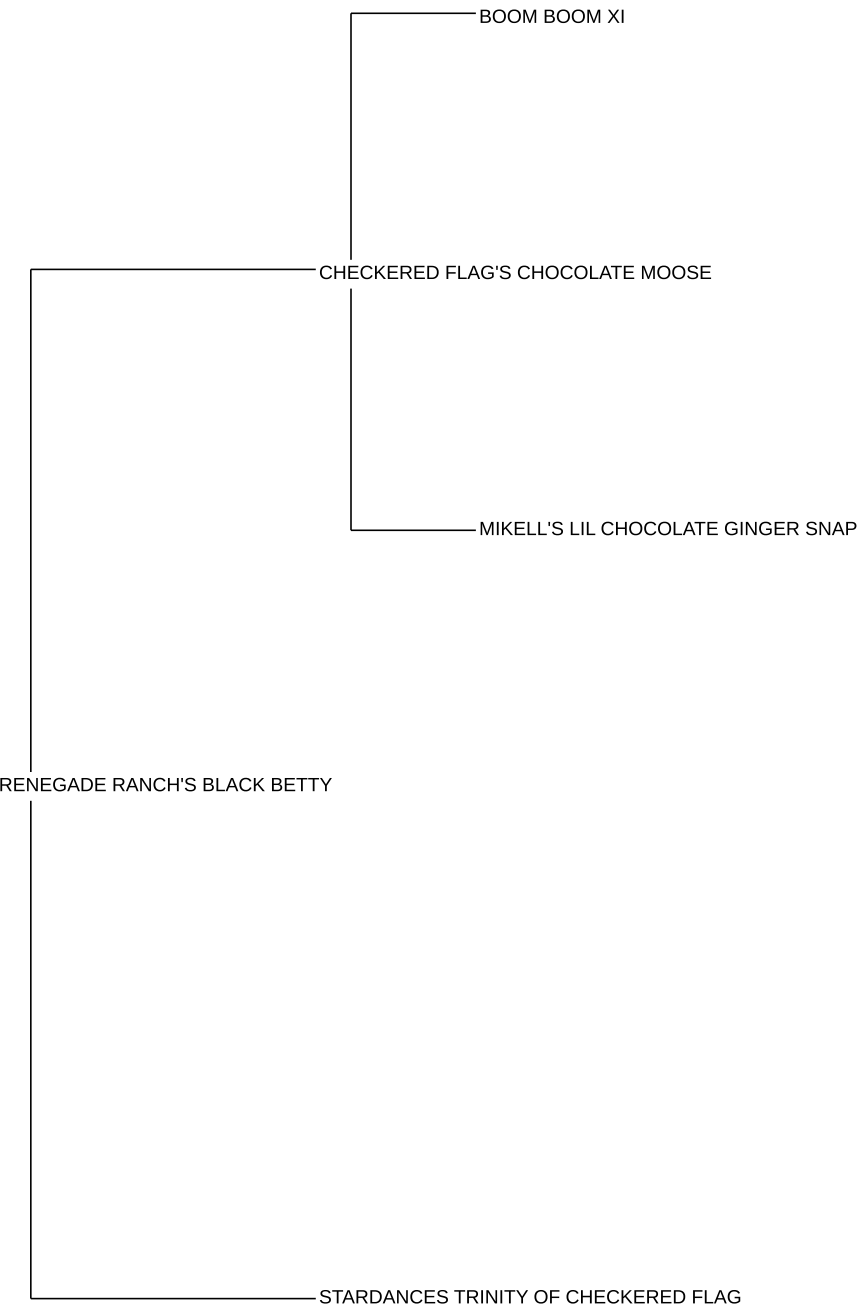 BOOM BOOM XI
CHECKERED FLAG'S CHOCOLATE MOOSE
MIKELL'S LIL CHOCOLATE GINGER SNAP
RENEGADE RANCH'S BLACK BETTY
STARDANCES TRINITY OF CHECKERED FLAG